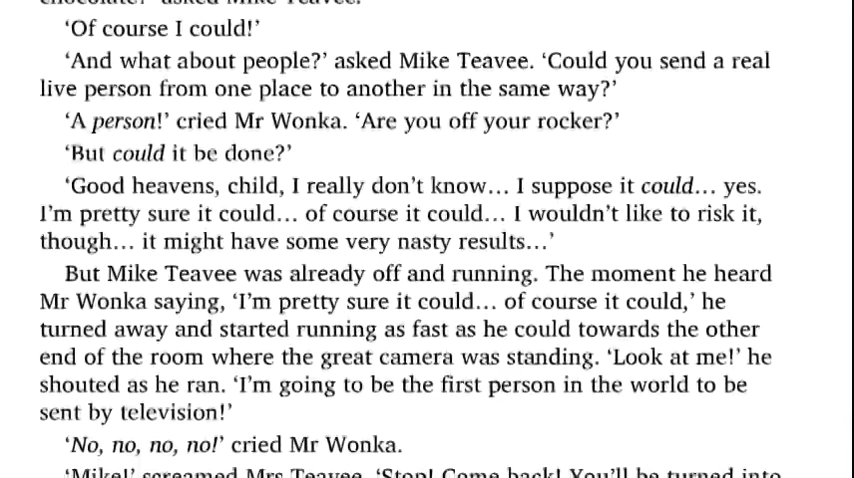 chocolate?’ asked Mike Teavee.
‘Of course I could!’
‘And what about people?’ asked Mike Teavee. ‘Could you send a real
live person from one place to another in the same way?’
‘A person!’ cried Mr Wonka. ‘Are you off your rocker?’
‘But could it be done?’
‘Good heavens, child, I really don’t know… I suppose it could… yes.
I’m pretty sure it could… of course it could… I wouldn’t like to risk it,
though… it might have some very nasty results…’
But Mike Teavee was already off and running. The moment he heard
Mr Wonka saying, ‘I’m pretty sure it could… of course it could,’ he
turned away and started running as fast as he could towards the other
end of the room where the great camera was standing. ‘Look at me!’ he
shouted as he ran. ‘I’m going to be the first person in the world to be
sent by television!’
‘No, no, no, no!’ cried Mr Wonka.
‘Mike!’ screamed Mrs Teavee. ‘Stop! Come back! You’ll be turned into